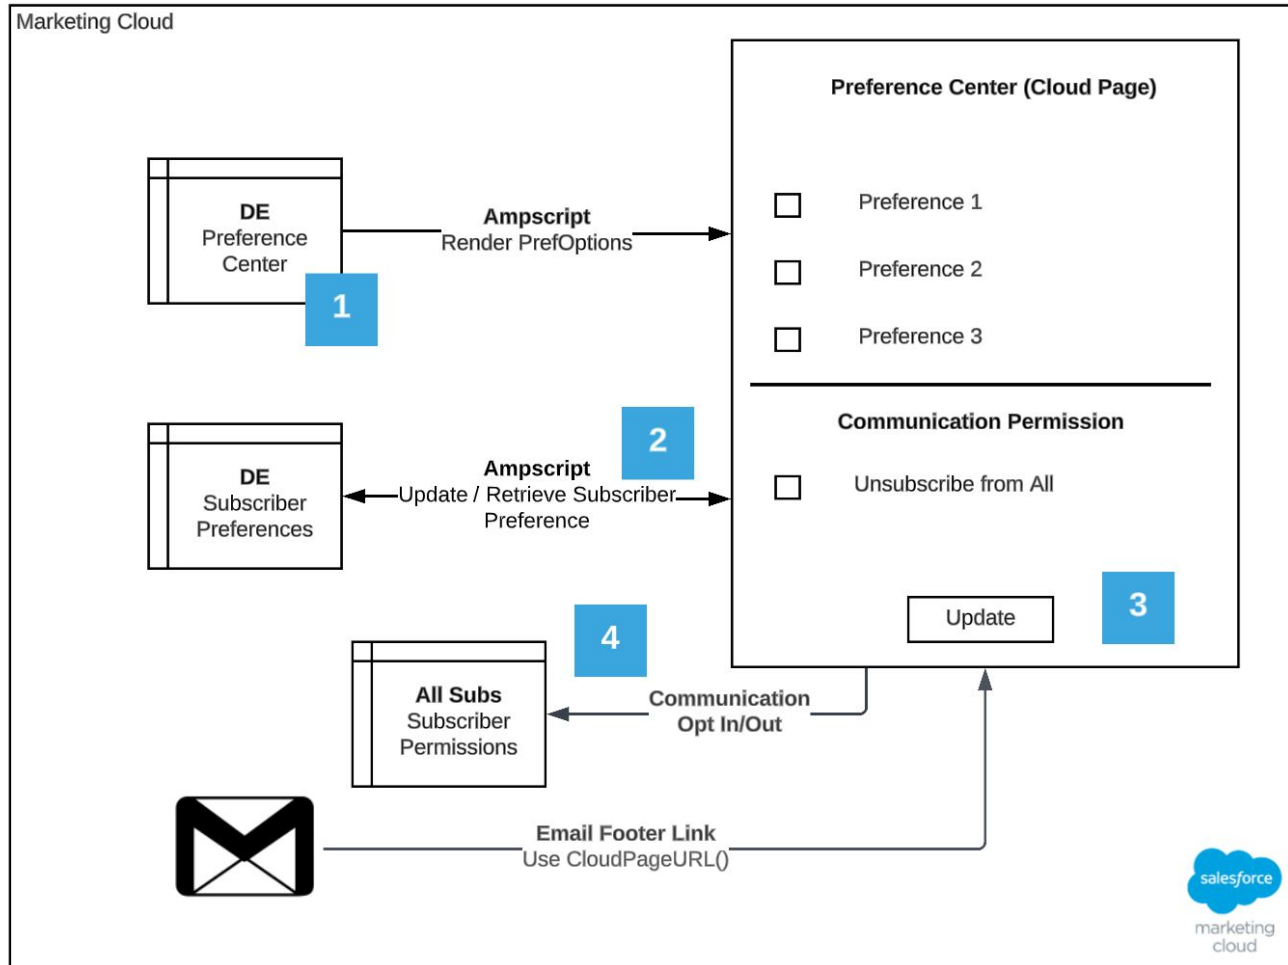 Marketing Cloud
Preference Center (Cloud Page)
DE
Preference
Center
1
Ampscript
Render PrefOptions
Preference 1
Preference 2
Preference 3
Communication Permission
Unsubscribe from All
DE
Subscriber
Preferences
2
Ampscript
Update / Retrieve Subscriber
Preference
Update
3
4
All Subs
Subscriber
Permissions
Communication
Opt In/Out
Email Footer Link
Use CloudPageURL()
salesforce
marketing
cloud